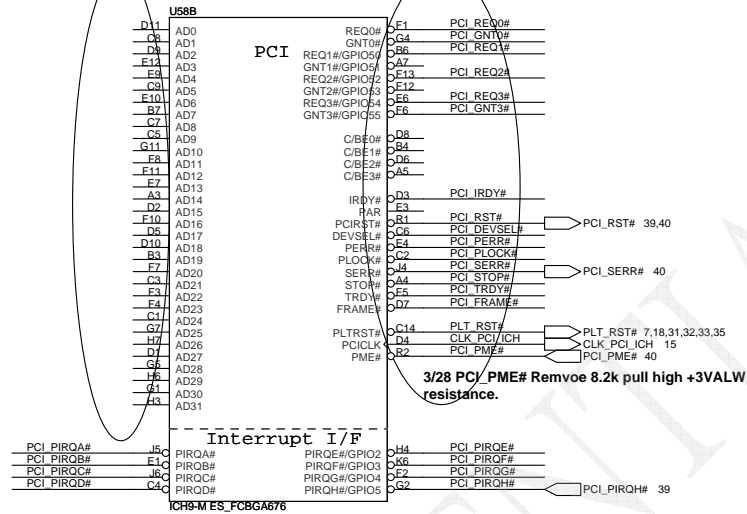 U58B
D11 AD0 REQ0# F1 PCI_REQ0#
C8 AD1 GNT0# G4 PCI_GNT0#
D9 AD2 PCI REQ1#/GPIO50 B6 PCI_REQ1#
E12 AD3 GNT1#/GPIO51 A7
E9 AD4 REQ2#/GPIO52 F13 PCI_REQ2#
C9 AD5 GNT2#/GPIO53 F12
E10 AD6 REQ3#/GPIO54 E6 PCI_REQ3#
B7 AD7 GNT3#/GPIO55 F6 PCI_GNT3#
C7 AD8
C5 AD9 C/BE0# D8
G11 AD10 C/BE1# B4
F8 AD11 C/BE2# D6
F11 AD12 C/BE3# A5
E7 AD13
A3 AD14 IRDY# D3 PCI_IRDY#
D2 AD15 PAR E3
F10 AD16 PCIRST# R1 PCI_RST# PCI_RST# 39,40
D5 AD17 DEVSEL# C6 PCI_DEVSEL#
D10 AD18 PERR# E4 PCI_PERR#
B3 AD19 PLOCK# C2 PCI_PLOCK#
F7 AD20 SERR# J4 PCI_SERR# PCI_SERR# 40
C3 AD21 STOP# A4 PCI_STOP#
F3 AD22 TRDY# F5 PCI_TRDY#
F4 AD23 FRAME# D7 PCI_FRAME#
C1 AD24
G7 AD25 PLTRST# C14 PLT_RST# PLT_RST# 7,18,31,32,33,35
H7 AD26 PCICLK D4 CLK_PCI_ICH CLK_PCI_ICH 15
D1 AD27 PME# R2 PCI_PME# PCI_PME# 40
G5 AD28
H6 AD29
G1 AD30
H3 AD31
3/28 PCI_PME# Remvoe 8.2k pull high +3VALW
resistance.
Interrupt I/F
PCI_PIRQA# J5 PIRQA# PIRQE#/GPIO2 H4 PCI_PIRQE#
PCI_PIRQB# E1 PIRQB# PIRQF#/GPIO3 K6 PCI_PIRQF#
PCI_PIRQC# J6 PIRQC# PIRQG#/GPIO4 F2 PCI_PIRQG#
PCI_PIRQD# C4 PIRQD# PIRQH#/GPIO5 G2 PCI_PIRQH# PCI_PIRQH# 39
ICH9-M ES_FCBGA676